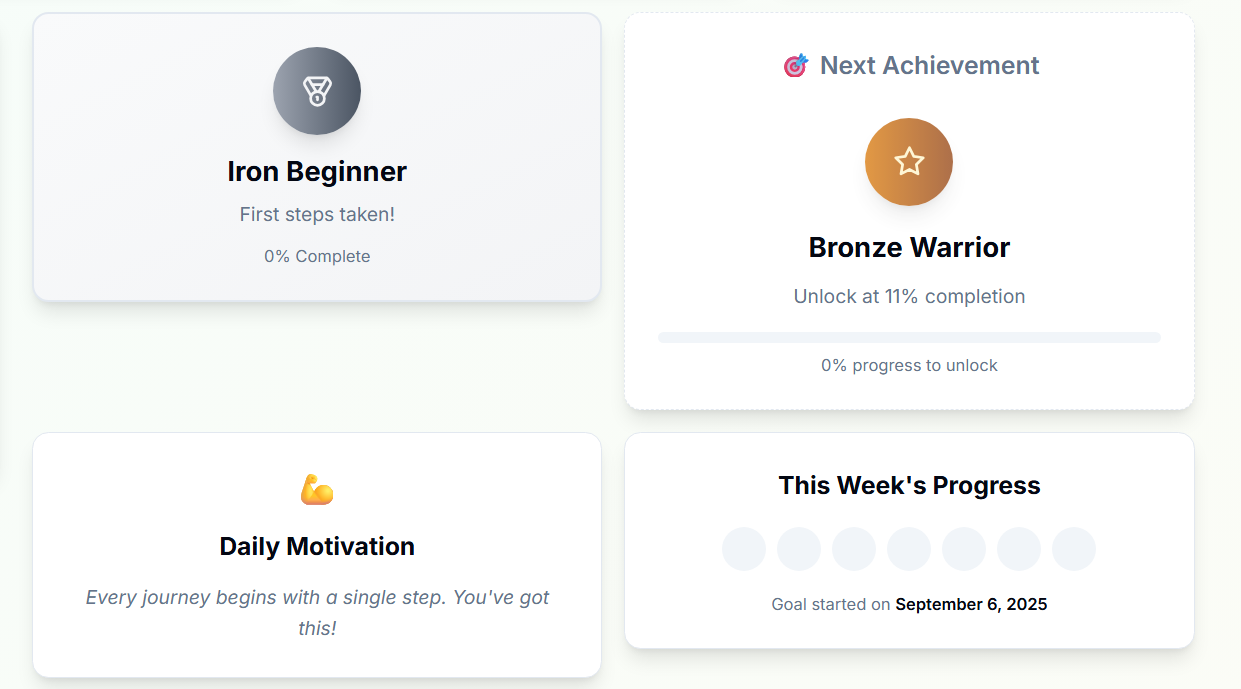 Iron Beginner
First steps taken!
0% Complete
🎯 Next Achievement
Bronze Warrior
Unlock at 11% completion
0% progress to unlock
💪
Daily Motivation
Every journey begins with a single step. You've got
this!
This Week's Progress
Goal started on September 6, 2025